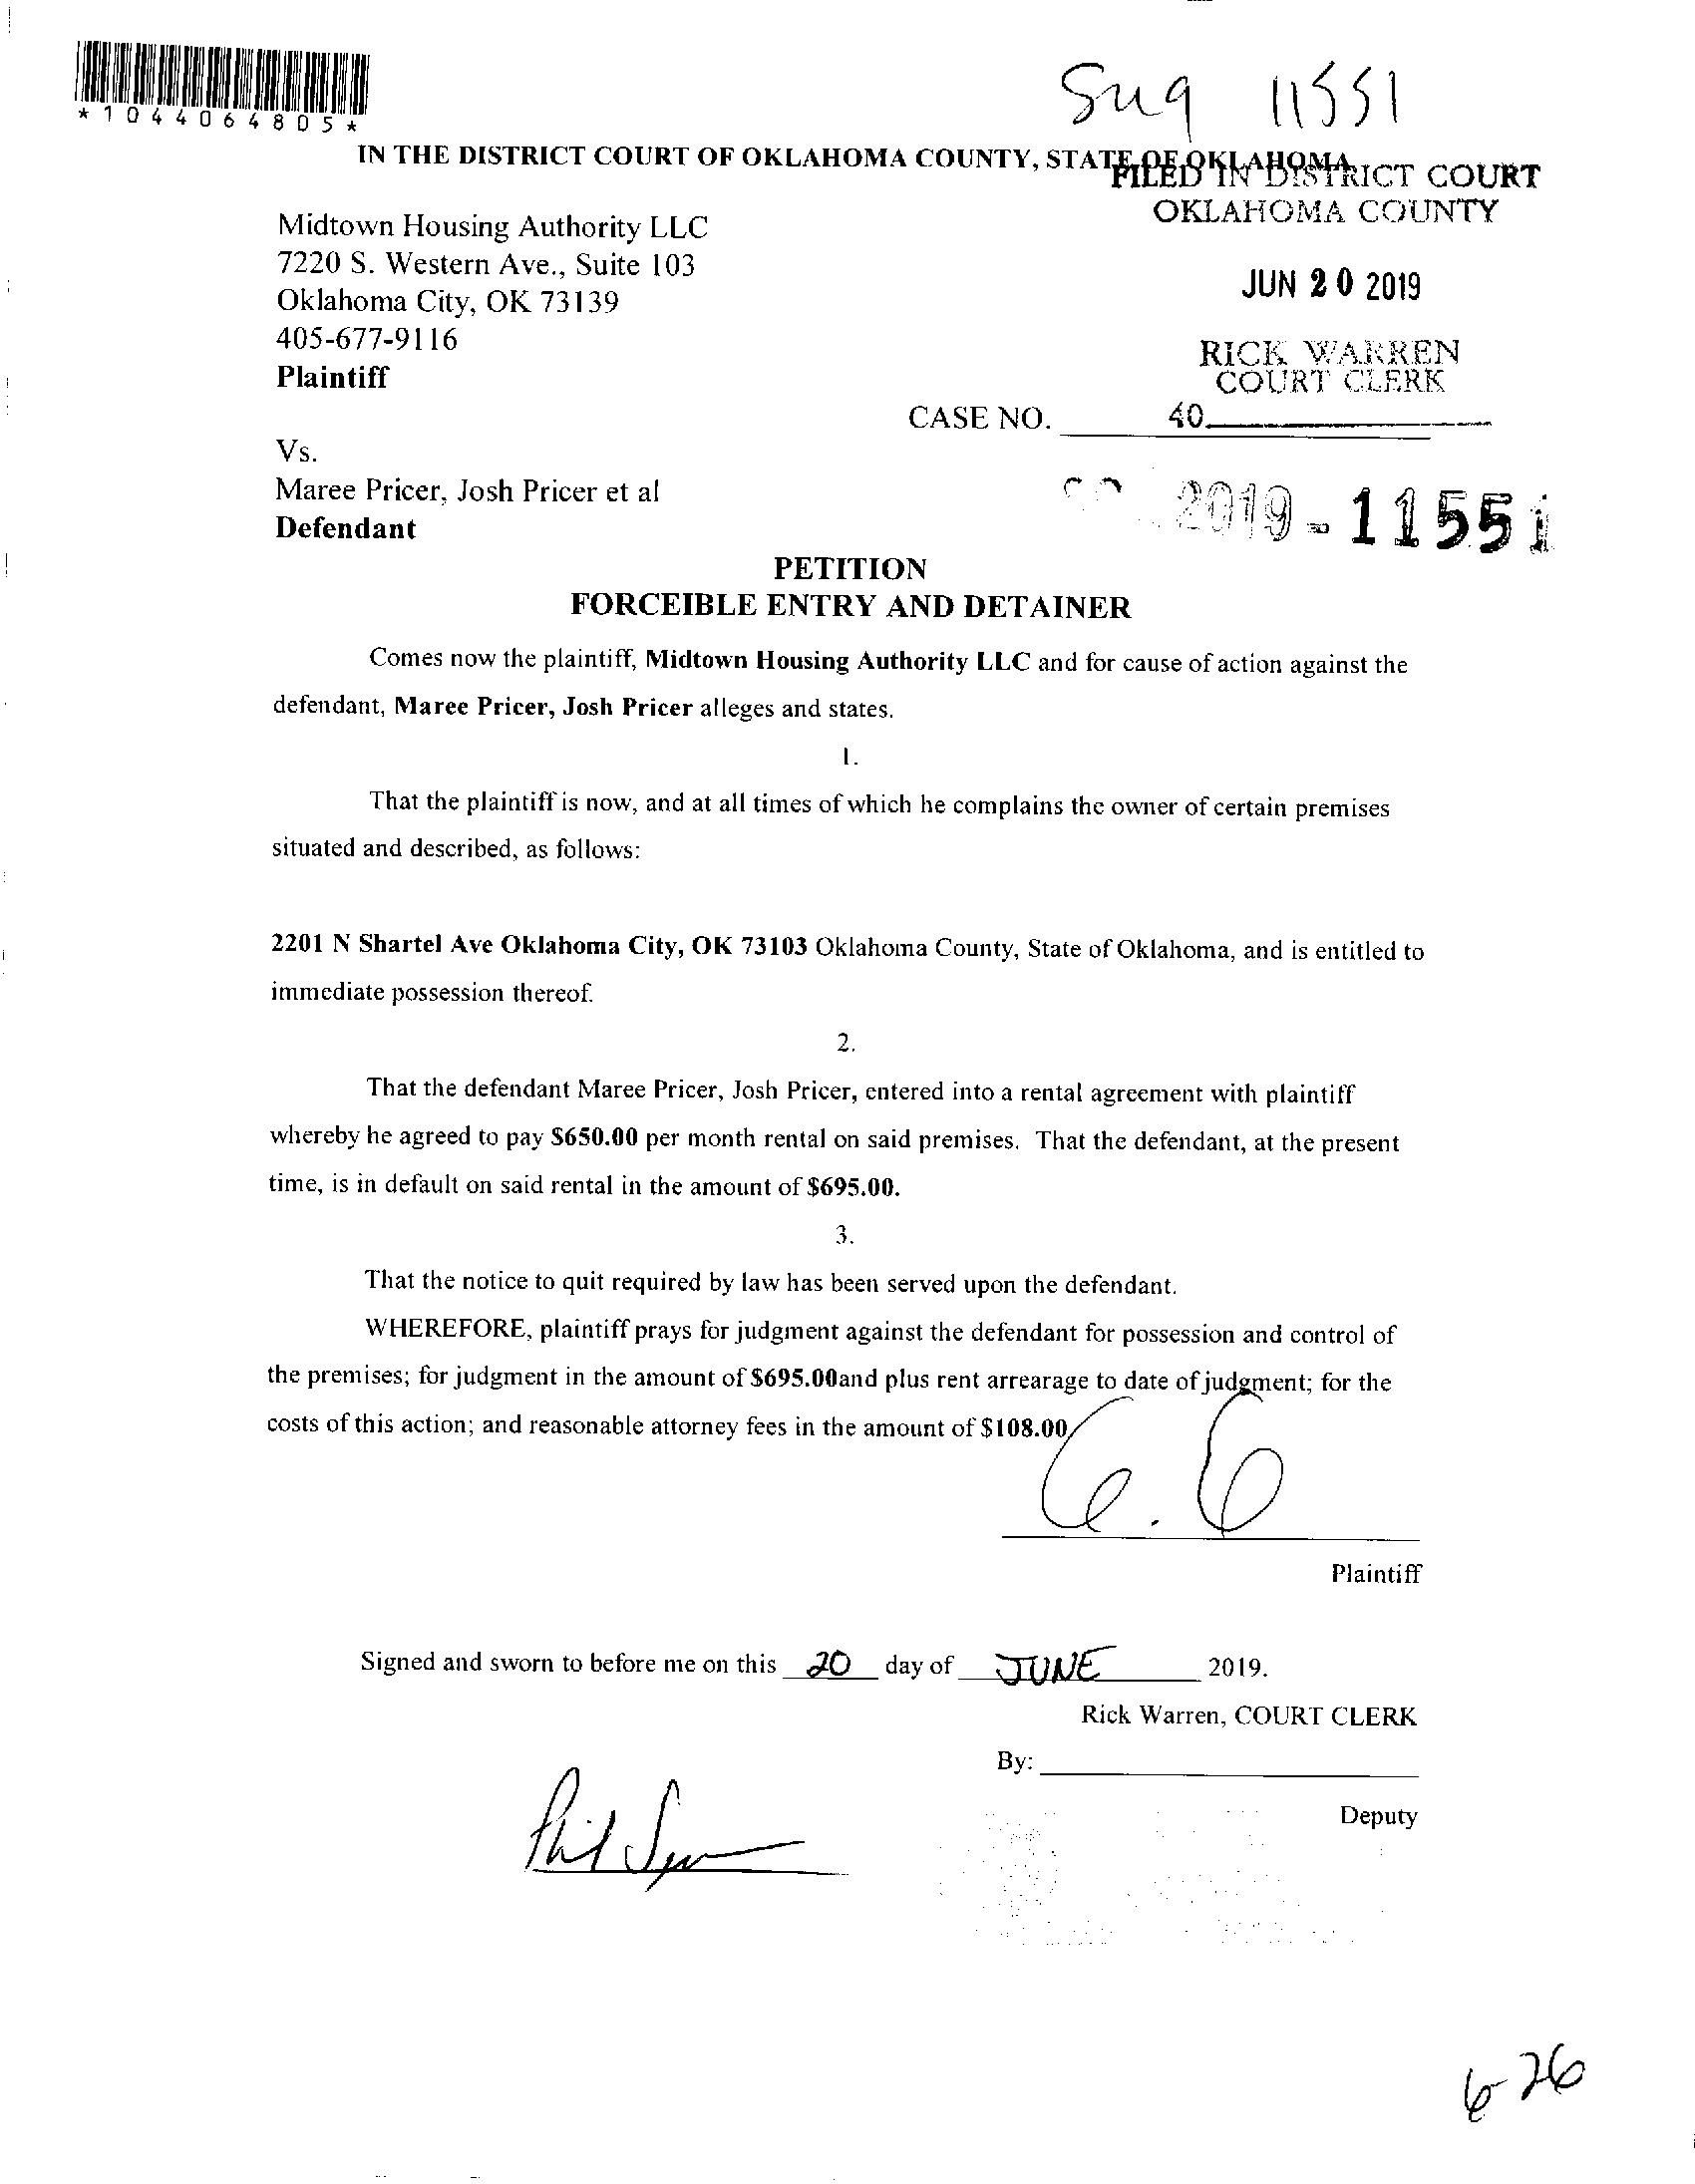 *1044064805*
11551
IN THE DISTRICT COURT OF OKLAHOMA COUNTY, STATE OF OKLAHOMA
FILED IN DISTRICT COURT
OKLAHOMA COUNTY
Midtown Housing Authority LLC
7220 S. Western Ave., Suite 103
Oklahoma City, OK 73139
405-677-9116
Plaintiff
JUN 20 2019
RICK WARREN
COURT CLERK
40
CASE NO.
Vs.
Maree Pricer, Josh Pricer et al
Defendant
2019-11551
PETITION
FORCEIBLE ENTRY AND DETAINER
Comes now the plaintiff, Midtown Housing Authority LLC and for cause of action against the
defendant, Maree Pricer, Josh Pricer alleges and states.
1.
That the plaintiff is now, and at all times of which he complains the owner of certain premises
situated and described, as follows:
2201 N Shartel Ave Oklahoma City, OK 73103 Oklahoma County, State of Oklahoma, and is entitled to
immediate possession thereof.
2.
That the defendant Maree Pricer, Josh Pricer, entered into a rental agreement with plaintiff
whereby he agreed to pay $650.00 per month rental on said premises. That the defendant, at the present
time, is in default on said rental in the amount of $695.00.
3.
That the notice to quit required by law has been served upon the defendant.
WHEREFORE, plaintiff prays for judgment against the defendant for possession and control of
the premises; for judgment in the amount of $695.00and plus rent arrearage to date of judgment; for the
costs of this action; and reasonable attorney fees in the amount of $108.00
Plaintiff
Signed and sworn to before me on this 20 day of JUNE 2019.
Rick Warren, COURT CLERK
By:
Deputy
6-26